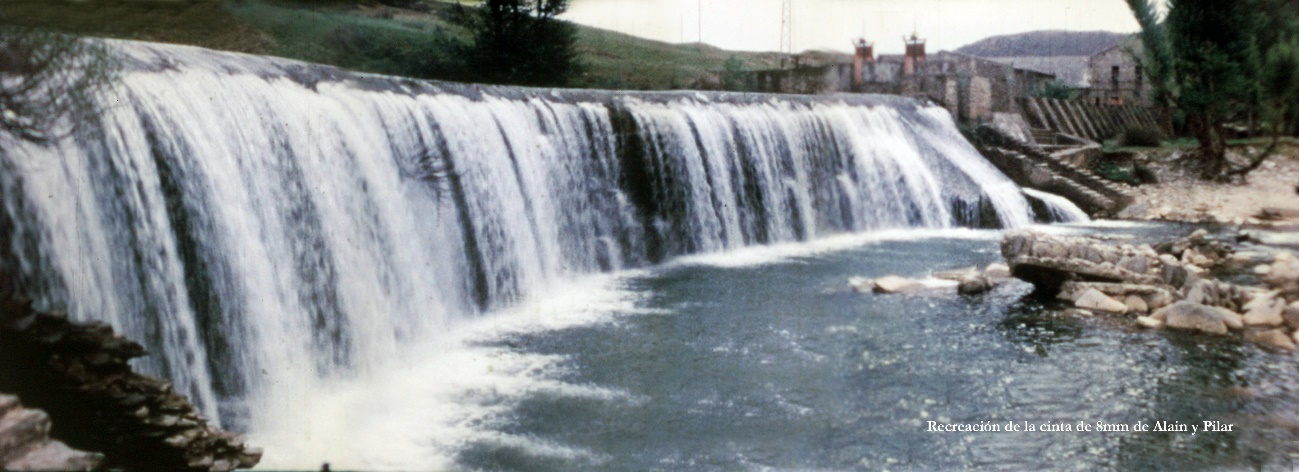 Recreación de la cinta de 8mm de Alain y Pilar